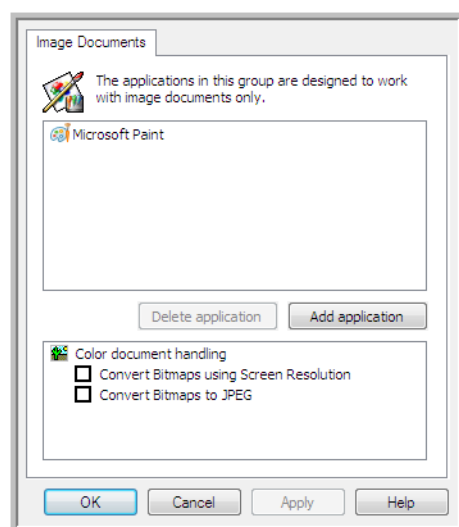 Image Documents
The applications in this group are designed to work
with image documents only.
Microsoft Paint
Delete application
Add application
Color document handling
Convert Bitmaps using Screen Resolution
Convert Bitmaps to JPEG
OK
Cancel
Apply
Help